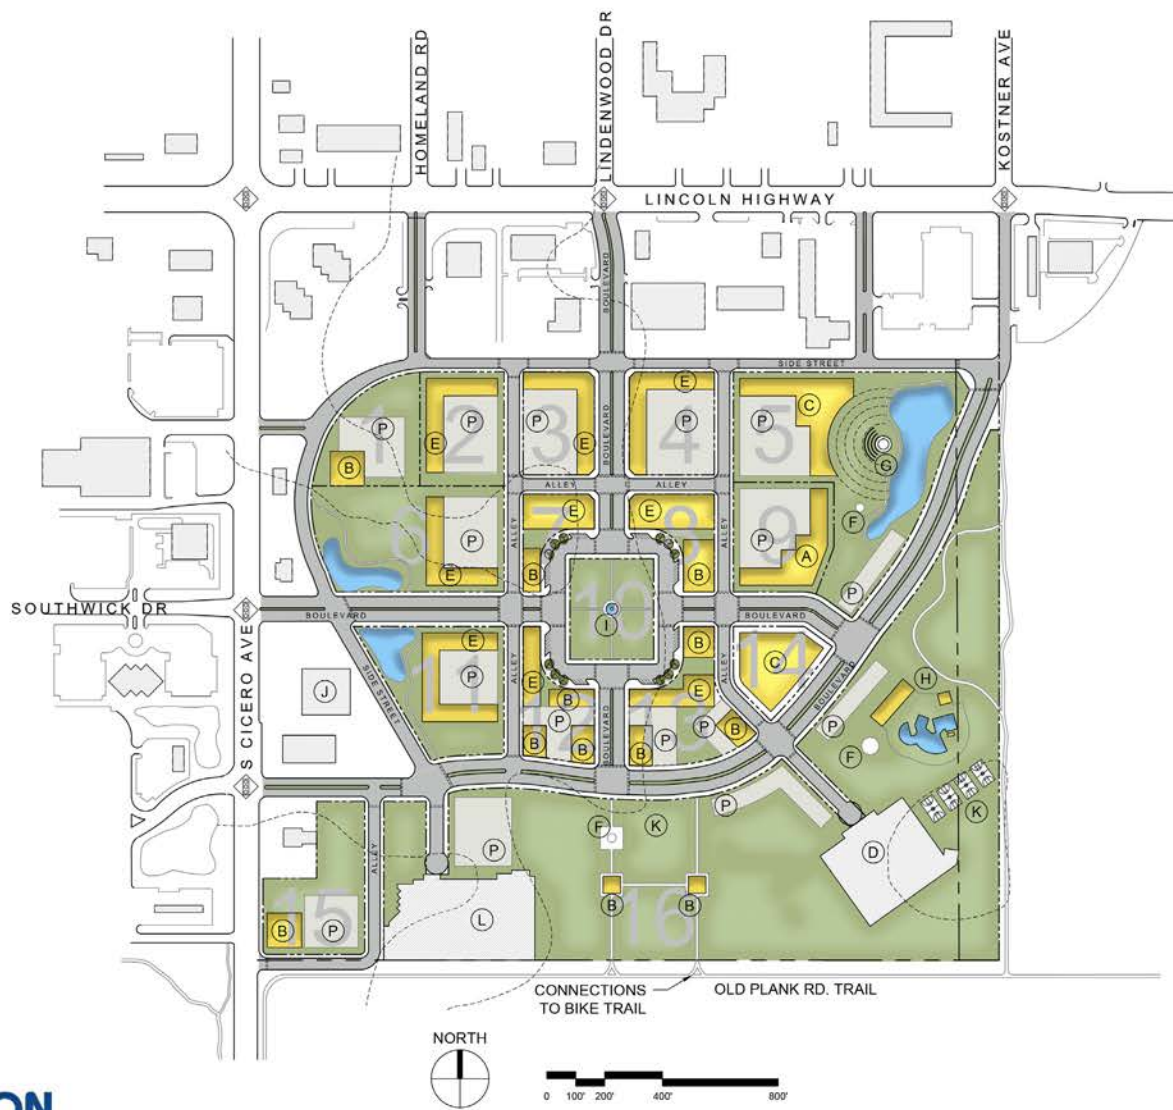 HOMELAND RD
LINDENWOOD DR
KOSTNER AVE
LINCOLN HIGHWAY
BOULEVARD
SIDE STREET
1
P
B
2
P
E
3
P
E
BOULEVARD
4
E
P
5
P
C
G
F
ALLEY
ALLEY
6
P
E
7
E
B
ALLEY
8
E
B
ALLEY
9
P
A
P
10
I
SOUTHWICK DR
BOULEVARD
BOULEVARD
S CICERO AVE
J
SIDE STREET
11
E
P
ALLEY
E
12
B
P
B
B
BOULEVARD
13
B
E
P
B
P
B
ALLEY
14
C
BOULEVARD
P
H
F
K
D
P
P
L
F
K
16
B
B
ALLEY
15
B
P
CONNECTIONS
TO BIKE TRAIL
OLD PLANK RD. TRAIL
NORTH
0 100' 200' 400' 800'
ON